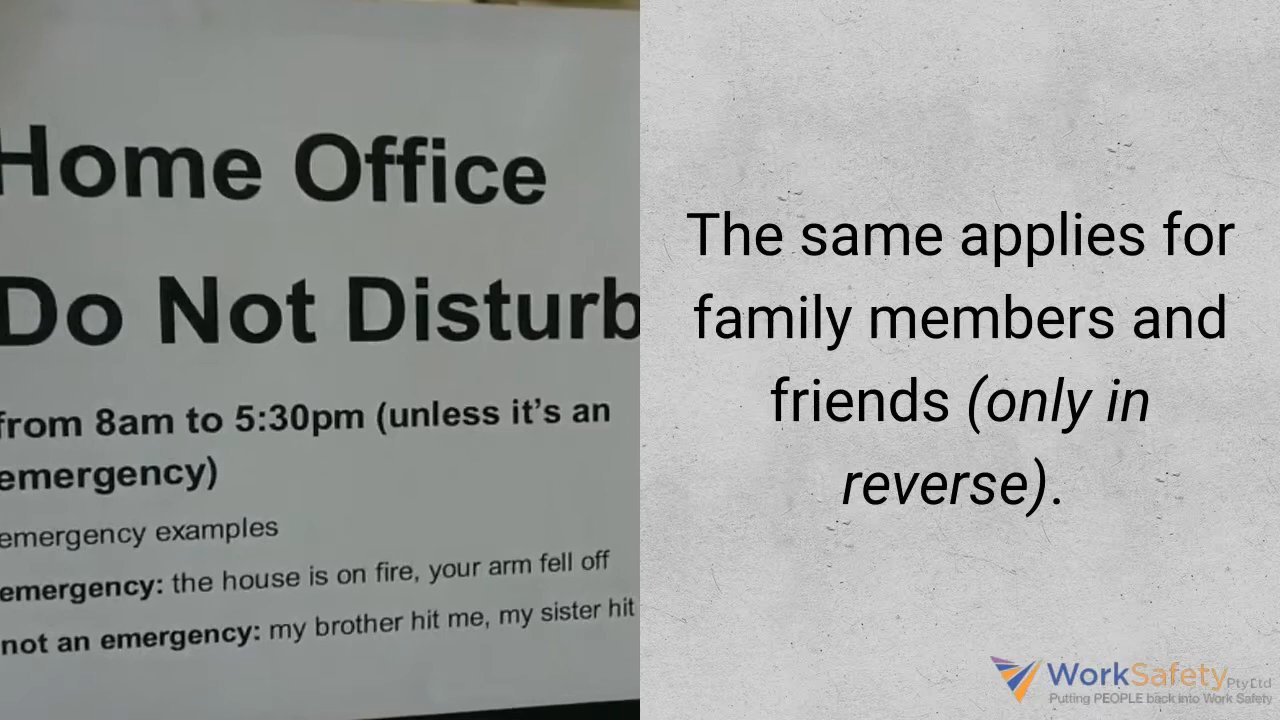 Home Office
Do Not Disturb
from 8am to 5:30pm (unless it's an
emergency)
emergency examples
emergency: the house is on fire, your arm fell off
not an emergency: my brother hit me, my sister hit
The same applies for
family members and
friends (only in
reverse).
WorkSafety Pty Ltd
Putting PEOPLE back into Work Safety